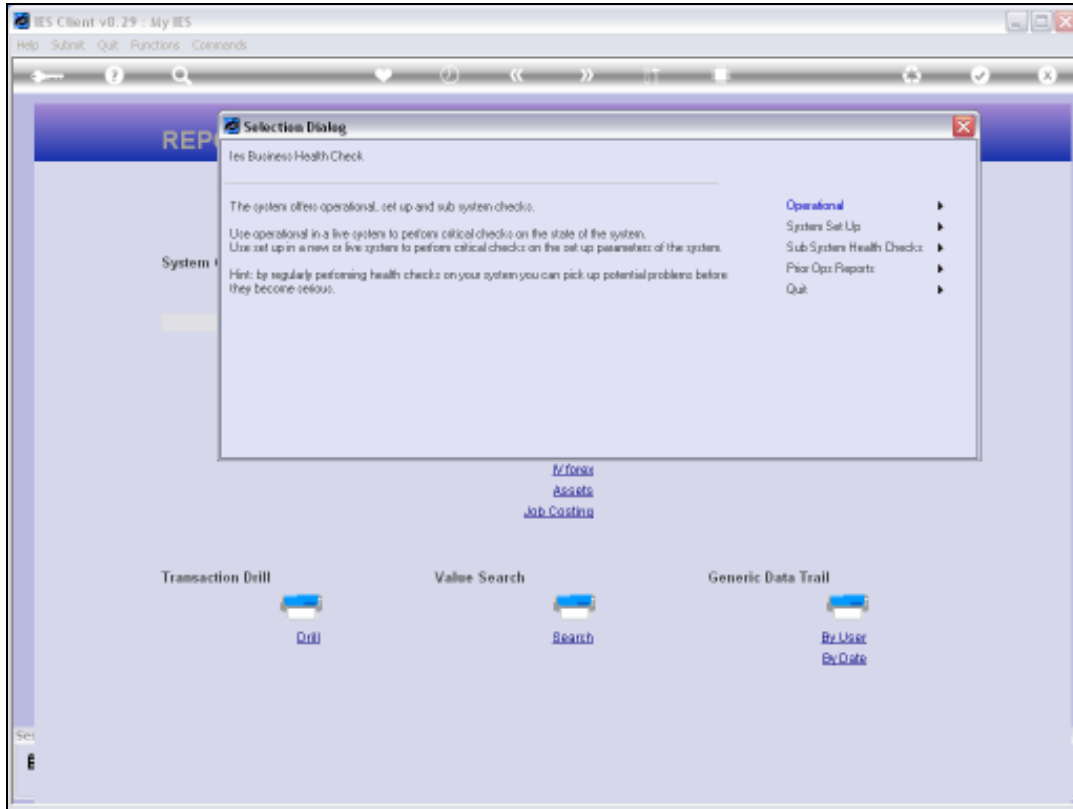 IES Client v8.29 : My IES
Help Submit Quit Functions Commands
REP
Selection Dialog
Ies Business Health Check.
The system offers operational, set up and sub system checks.
Use operational in a live system to perform critical checks on the state of the system.
Use set up in a new or live system to perform critical checks on the set up parameters of the system.
Hint: by regularly performing health checks on your system you can pick up potential problems before
they become serious.
Operational
System Set Up
Sub System Health Checks
Prior Ops Reports
Quit
System
IV forex
Assets
Job Costing
Transaction Drill
Value Search
Generic Data Trail
Drill
Search
By User
By Date